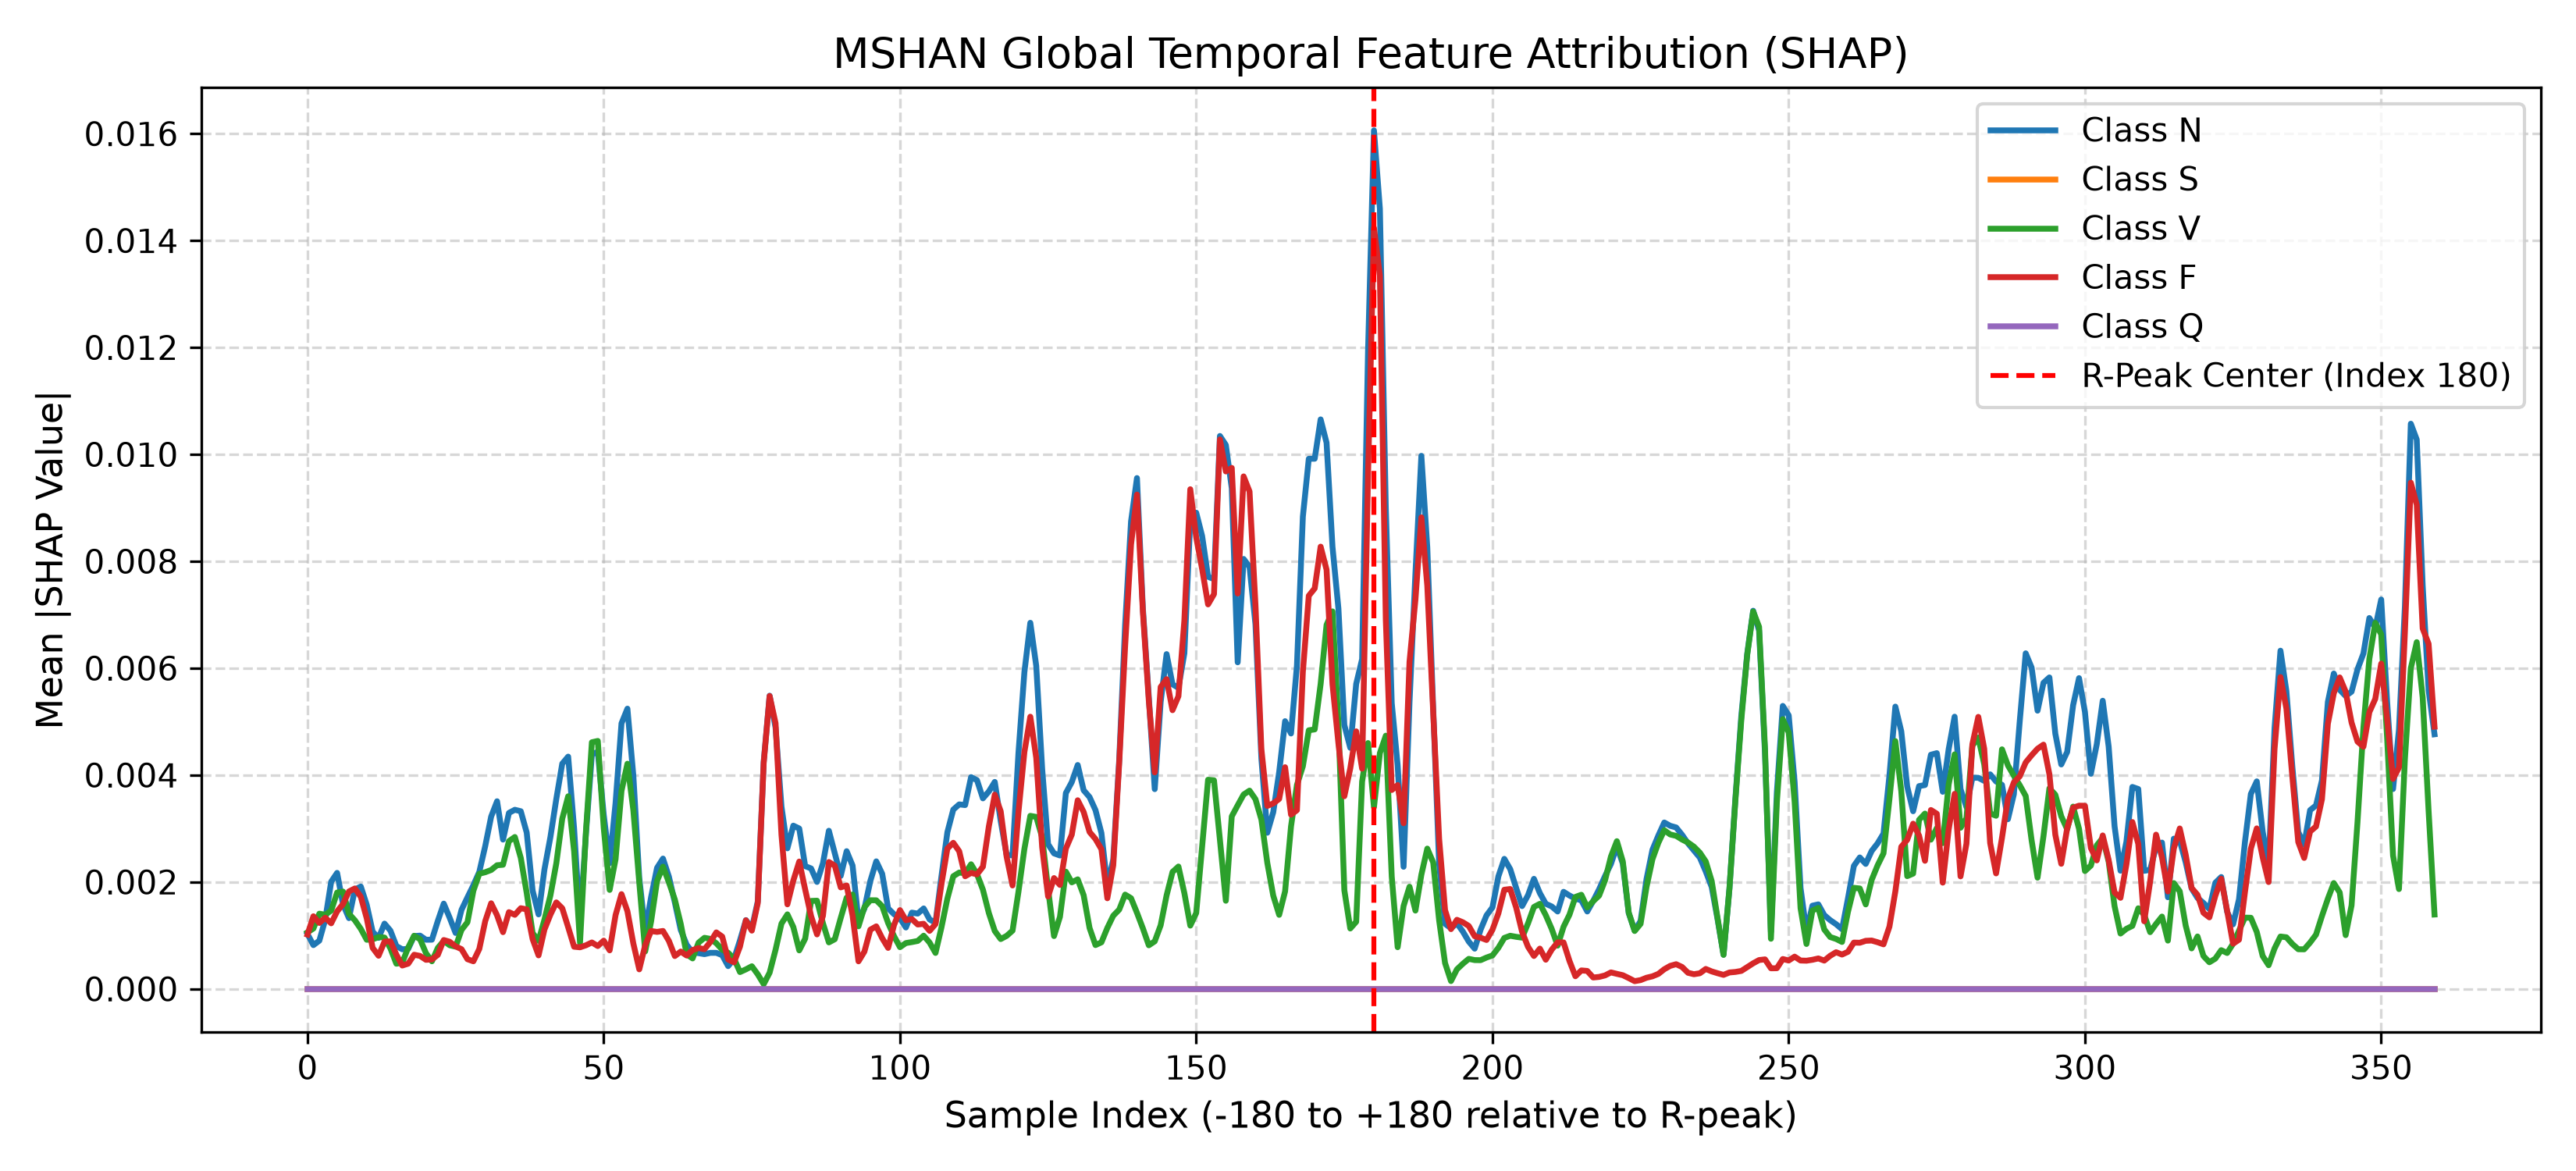 MSHAN Global Temporal Feature Attribution (SHAP)
Mean |SHAP Value|
0.016
0.014
0.012
0.010
0.008
0.006
0.004
0.002
0.000
Class N
Class S
Class V
Class F
Class Q
R-Peak Center (Index 180)
0 50 100 150 200 250 300 350
Sample Index (-180 to +180 relative to R-peak)